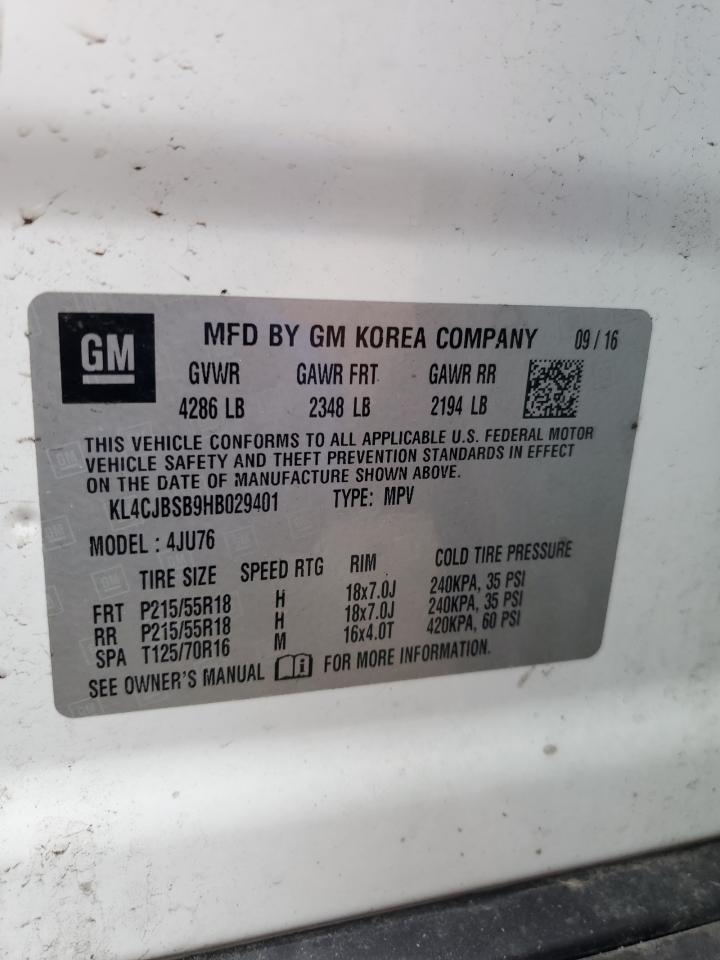 GM MFD BY GM KOREA COMPANY 09 / 16
GVWR GAWR FRT GAWR RR
4286 LB 2348 LB 2194 LB
THIS VEHICLE CONFORMS TO ALL APPLICABLE U.S. FEDERAL MOTOR
VEHICLE SAFETY AND THEFT PREVENTION STANDARDS IN EFFECT
ON THE DATE OF MANUFACTURE SHOWN ABOVE.
KL4CJBSB9HB029401 TYPE: MPV
MODEL : 4JU76
TIRE SIZE SPEED RTG RIM COLD TIRE PRESSURE
FRT P215/55R18 H 18x7.0J 240KPA, 35 PSI
RR P215/55R18 H 18x7.0J 240KPA, 35 PSI
SPA T125/70R16 M 16x4.0T 420KPA, 60 PSI
SEE OWNER'S MANUAL i FOR MORE INFORMATION.